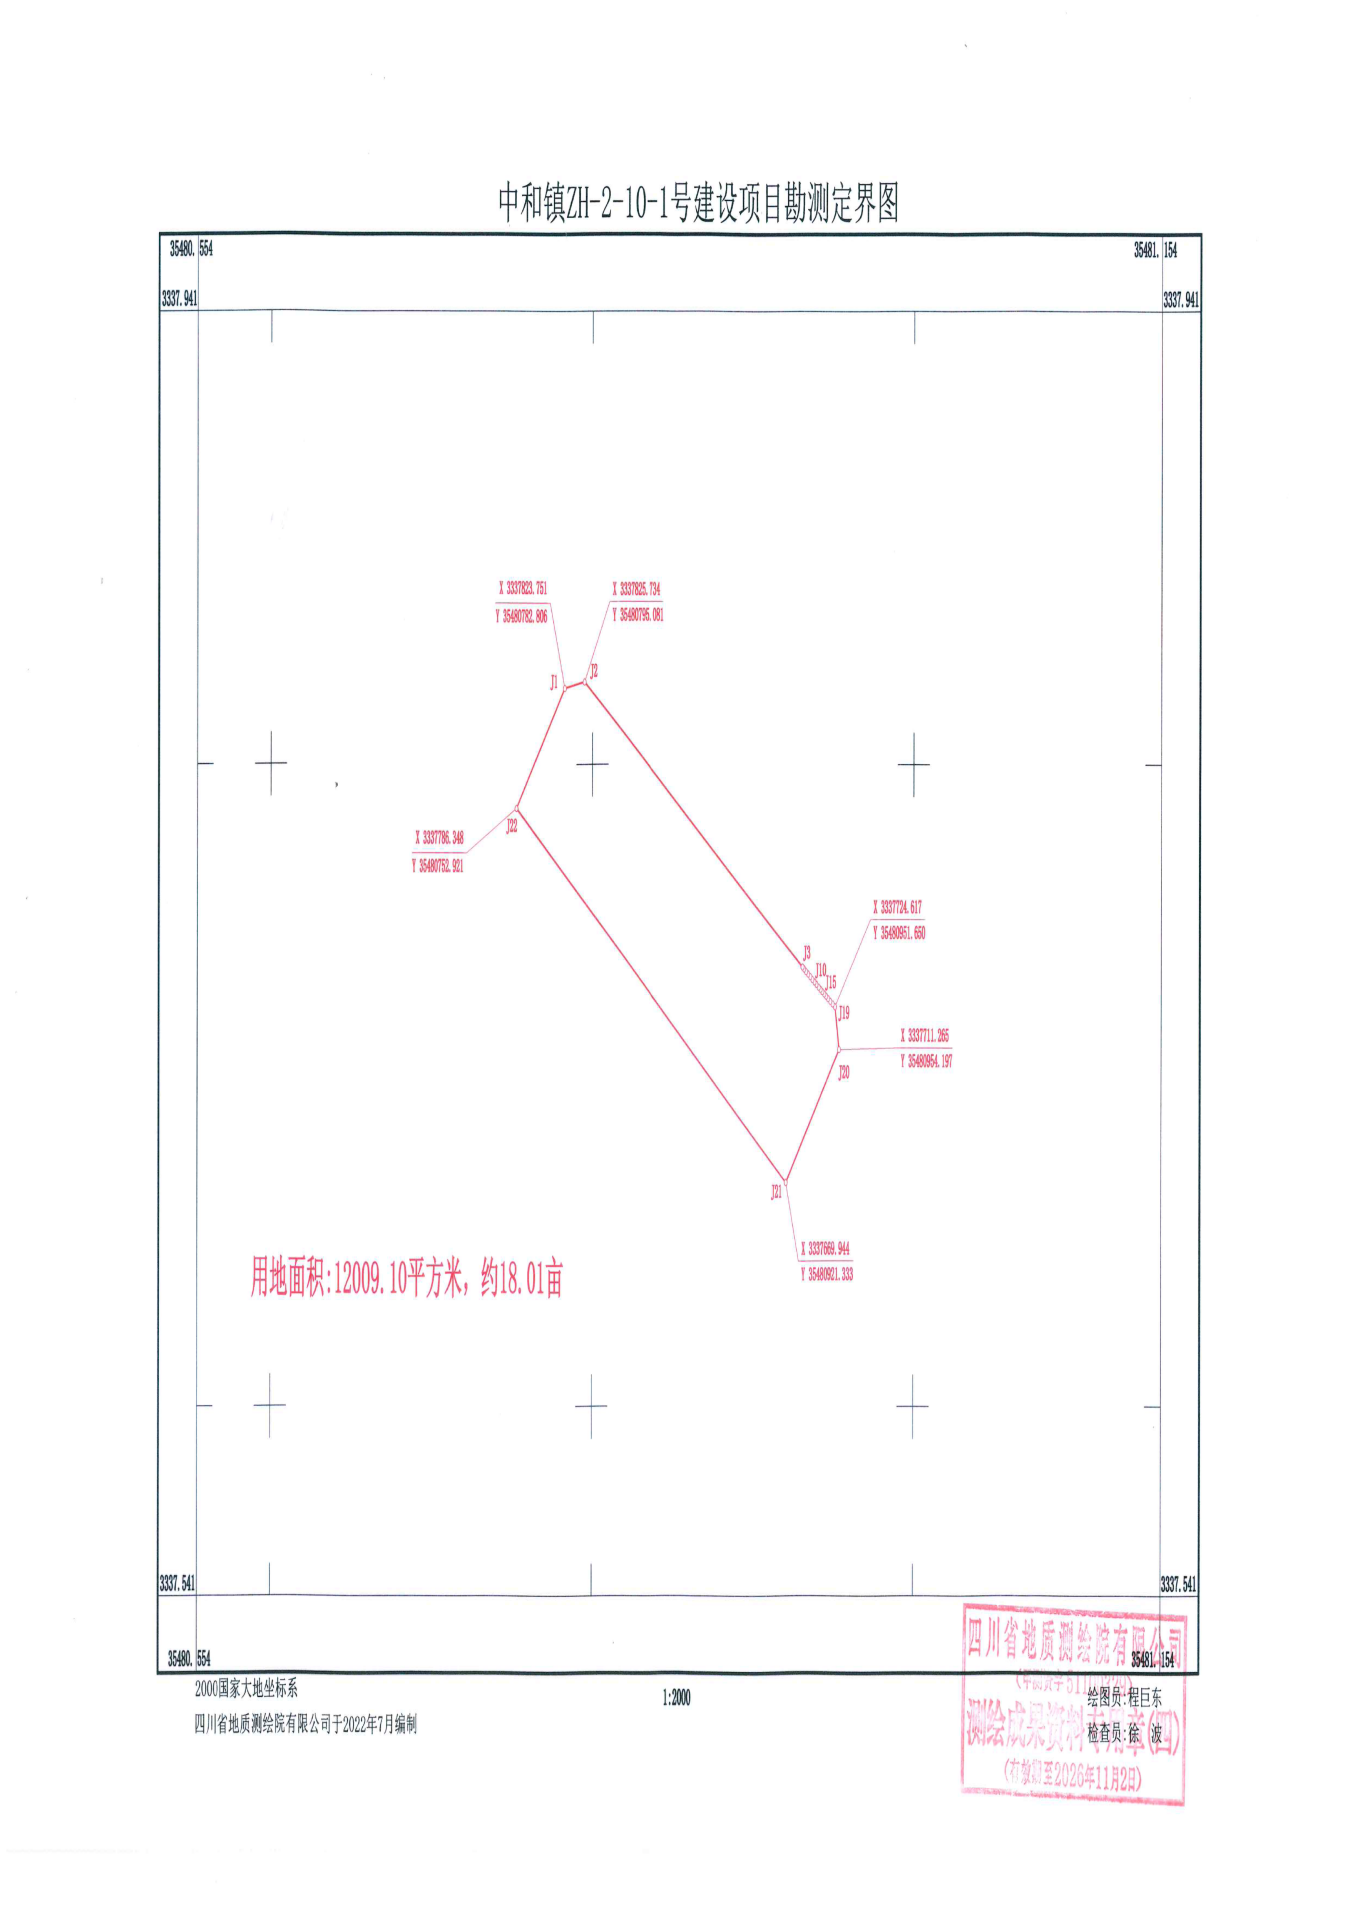 中和镇ZH-2-10-1号建设项目勘测定界图
35480. 554
35481. 154
3337.941
3337.941
X 3337823.751
Y 35480782.806
X 3337825.734
Y 35480795.081
J1
J2
J22
X 3337786.348
Y 35480752.921
X 3337724.617
Y 35480951.650
J3
J10
J15
J19
X 3337711.265
Y 35480954.197
J20
J21
X 3337669.944
Y 35480921.333
用地面积:12009.10平方米，约18.01亩
3337.541
3337.541
四川省地质测绘院有限公司
35480. 554
35481. 154
2000国家大地坐标系
1:2000
绘图员:程巨东
四川省地质测绘院有限公司于2022年7月编制
检查员:徐 波
测绘成果资料专用章(四)
(有效期至2026年11月2日)